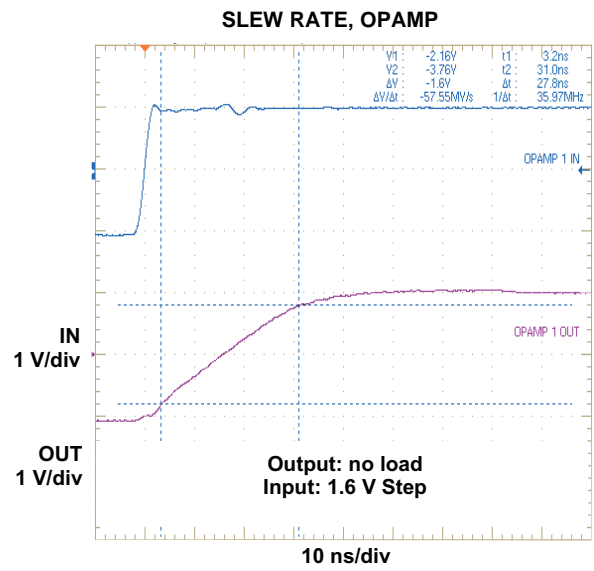 SLEW RATE, OPAMP
Y1 : -2.16V t1 : 3.2ns
Y2 : -3.76V t2 : 31.0ns
ΔY : -1.6V Δt : 27.8ns
ΔY/Δt : -57.55MV/s 1/Δt : 35.97MHz
OPAMP 1 IN
OPAMP 1 OUT
IN
1 V/div
OUT
1 V/div
Output: no load
Input: 1.6 V Step
10 ns/div